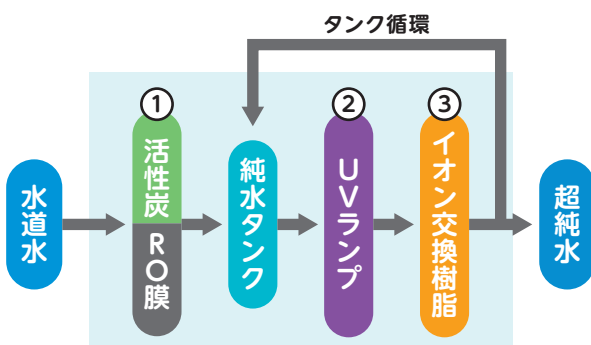 タンク循環
水道水
①
活性炭
RO膜
純水タンク
②
UVランプ
③
イオン交換樹脂
超純水